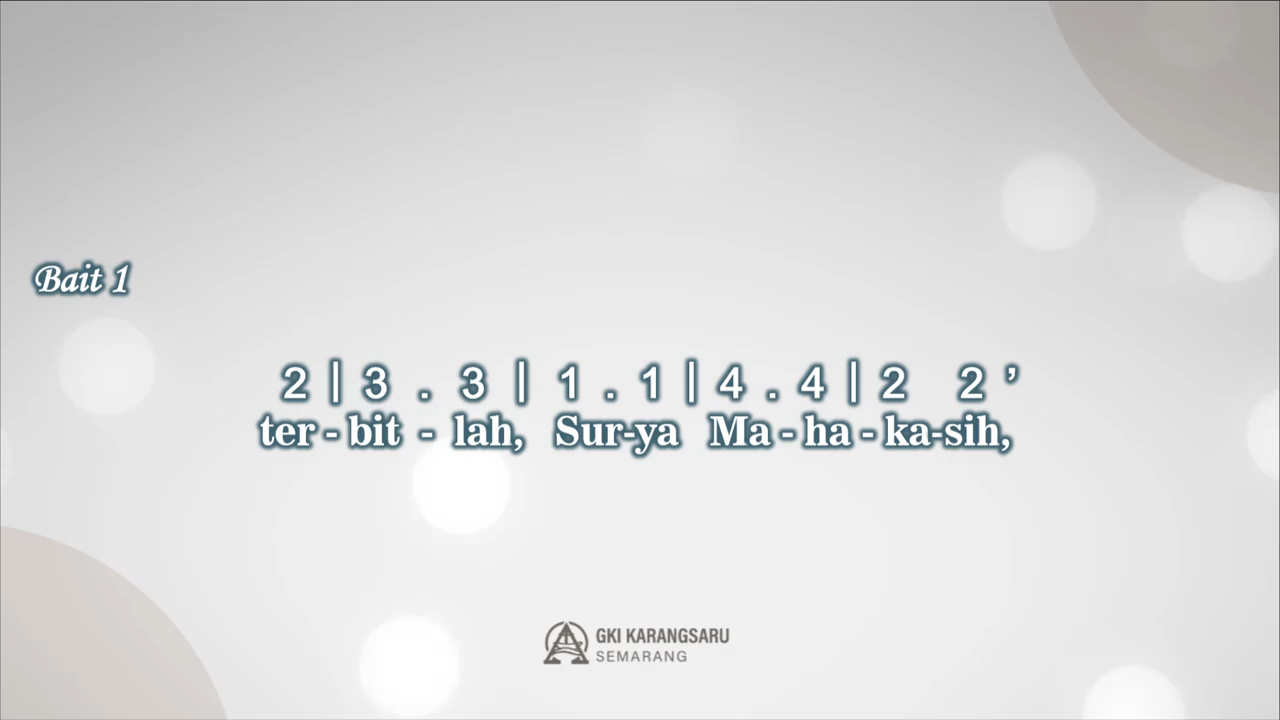 Bait 1
2 | 3 . 3 | 1 . 1 | 4 . 4 | 2 2 ’
ter - bit - lah, Sur-ya Ma - ha - ka-sih,
GKI KARANGSARU
SEMARANG